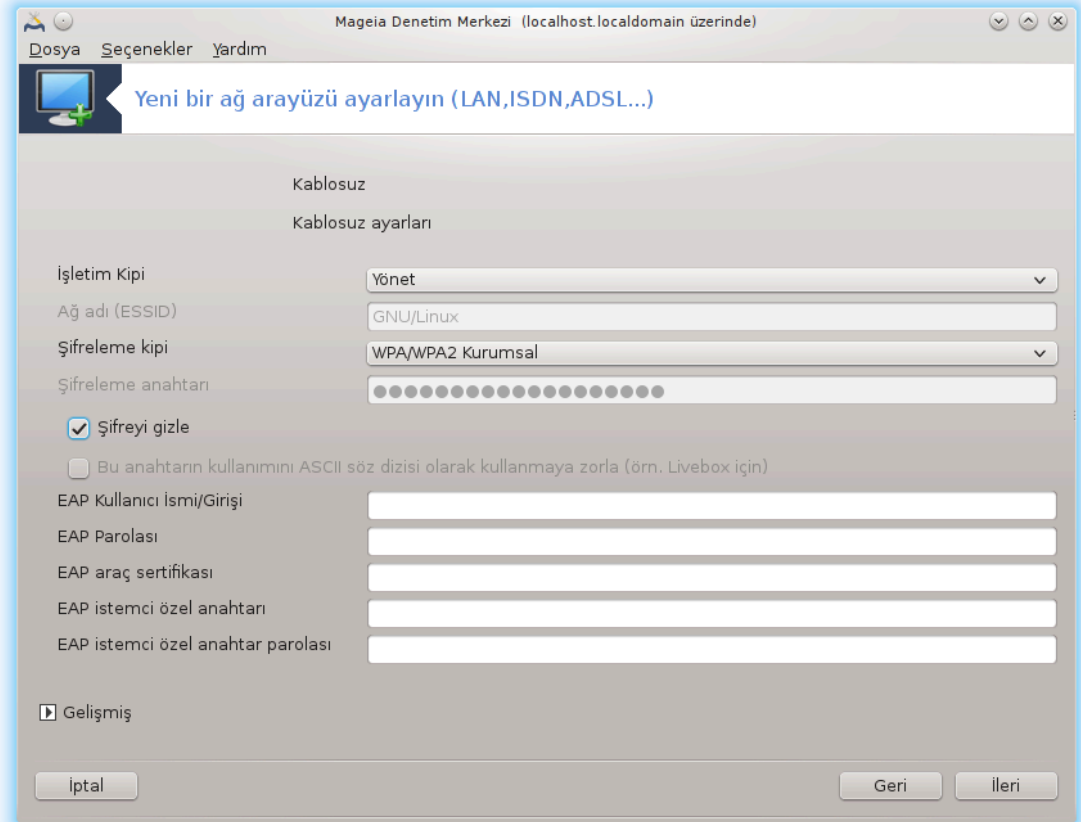 Mageia Denetim Merkezi (localhost.localdomain üzerinde)
Dosya Seçenekler Yardım
Yeni bir ağ arayüzü ayarlayın (LAN,ISDN,ADSL...)
Kablosuz
Kablosuz ayarları
İşletim Kipi Yönet
Ağ adı (ESSID) GNU/Linux
Şifreleme kipi WPA/WPA2 Kurumsal
Şifreleme anahtarı ●●●●●●●●●●●●●●●●●●●
Şifreyi gizle
Bu anahtarın kullanımını ASCII söz dizisi olarak kullanmaya zorla (örn. Livebox için)
EAP Kullanıcı İsmi/Girişi
EAP Parolası
EAP araç sertifikası
EAP istemci özel anahtarı
EAP istemci özel anahtar parolası
Gelişmiş
İptal Geri İleri